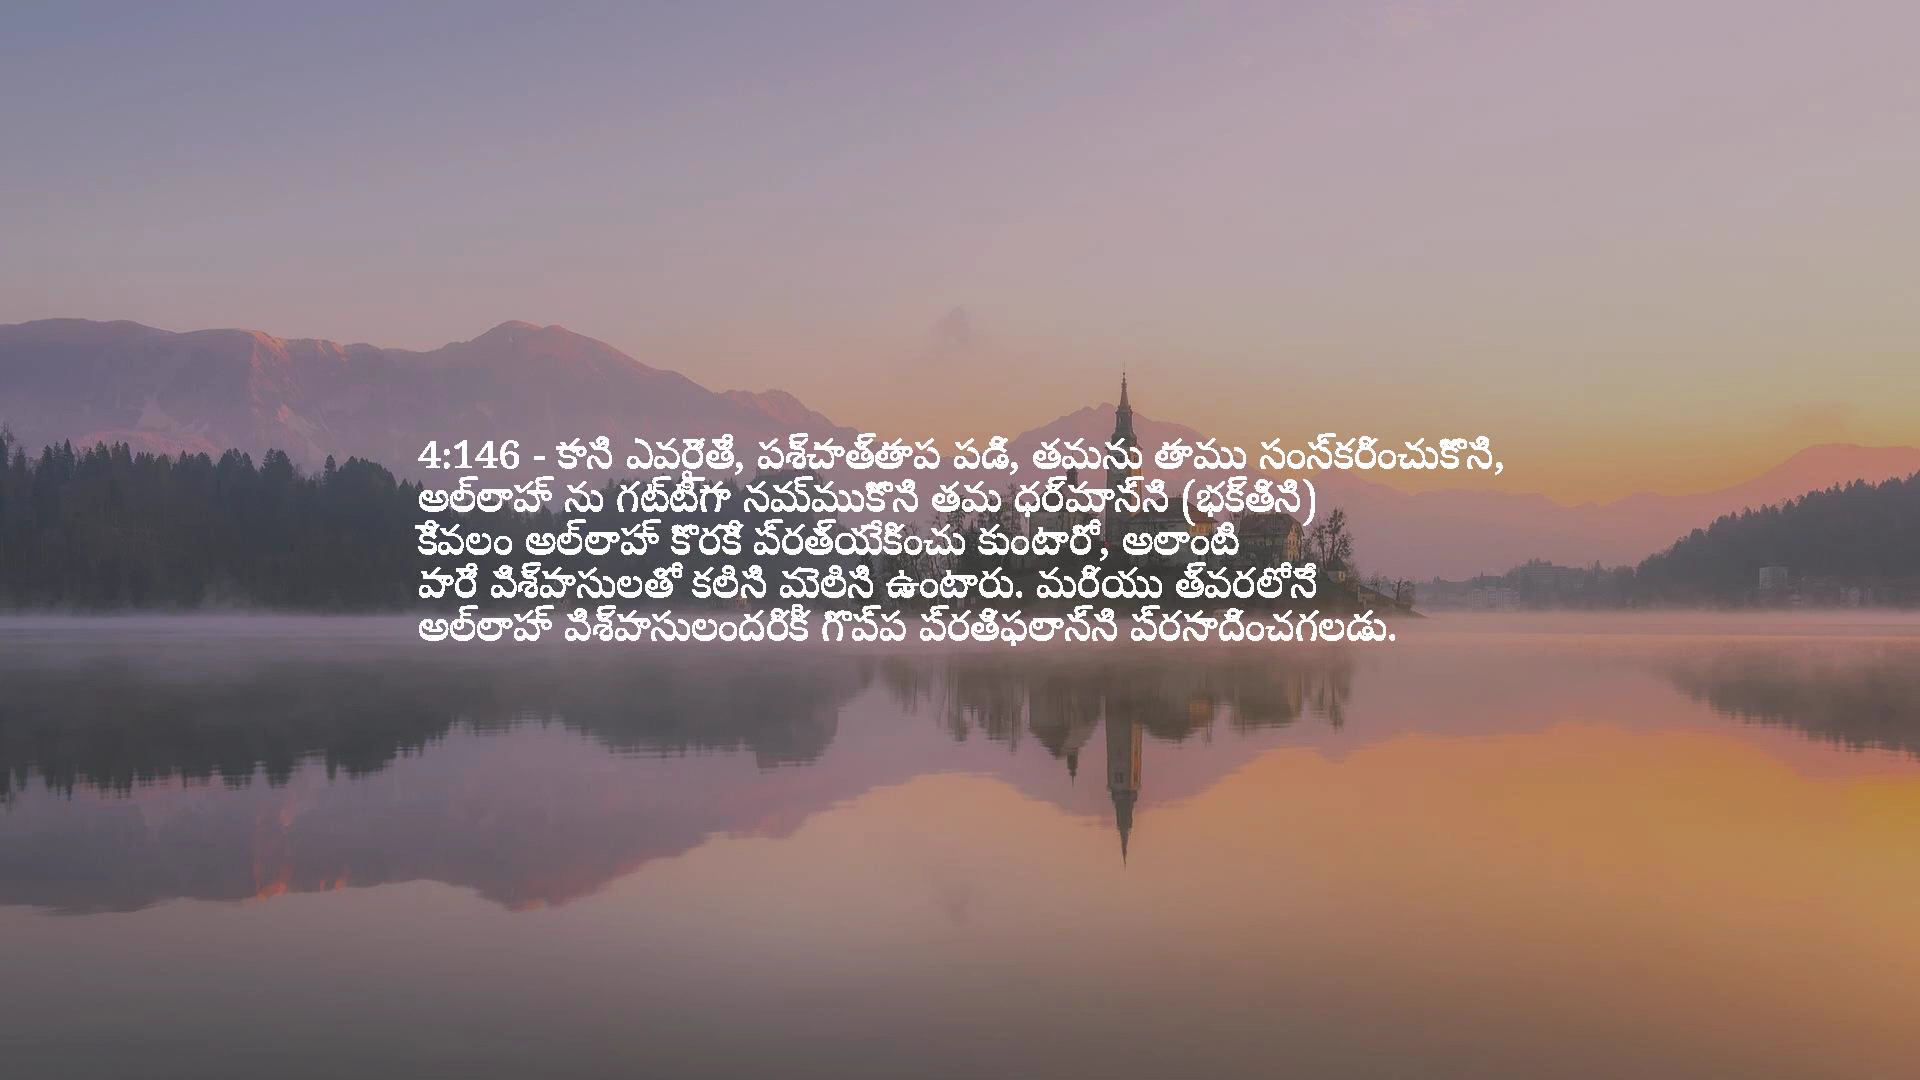 4:146 - కాని ఎవరైతే, పశ్చాత్తాప పడి, తమను తాము సంస్కరించుకొని,
అల్లాహ్ ను గట్టిగా నమ్ముకొని తమ ధర్మాన్ని (భక్తిని)
కేవలం అల్లాహ్ కొరకే ప్రత్యేకించు కుంటారో, అలాంటి
వారే విశ్వాసులతో కలిసి మెలిసి ఉంటారు. మరియు త్వరలోనే
అల్లాహ్ విశ్వాసులందరికీ గొప్ప ప్రతిఫలాన్ని ప్రసాదించగలడు.